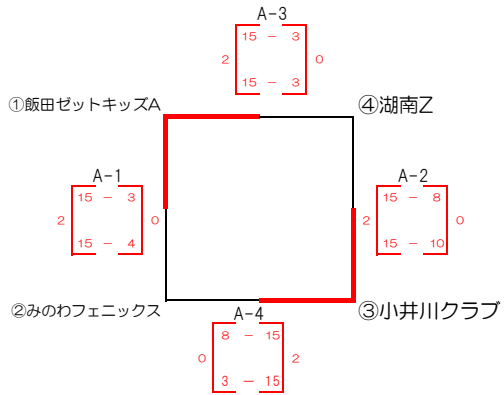 A-3
15 - 3
2 0
15 - 3
①飯田ゼットキッズA
④湖南Z
A-1
15 - 3
2 0
15 - 4
A-2
15 - 8
2 0
15 - 10
②みのわフェニックス
③小井川クラブ
A-4
8 - 15
0 2
3 - 15